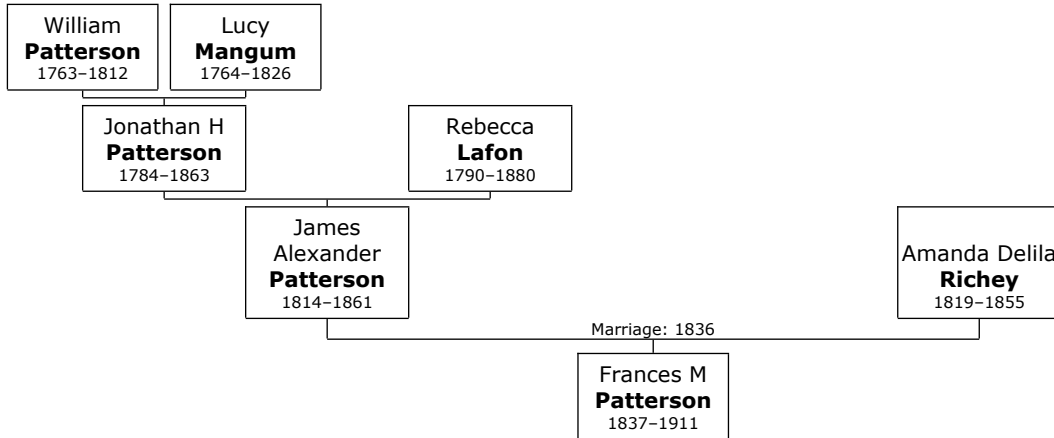 William
Patterson
1763–1812
Lucy
Mangum
1764–1826
Jonathan H
Patterson
1784–1863
Rebecca
Lafon
1790–1880
James
Alexander
Patterson
1814–1861
Amanda Delila
Richey
1819–1855
Marriage: 1836
Frances M
Patterson
1837–1911